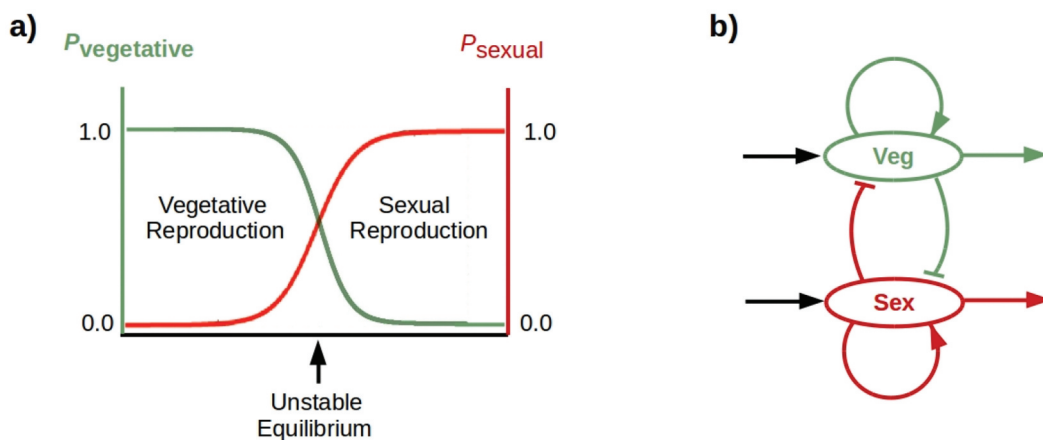 a)
Pvegetative
Psexual
1.0
1.0
Vegetative
Reproduction
Sexual
Reproduction
0.0
0.0
Unstable
Equilibrium
b)
Veg
Sex